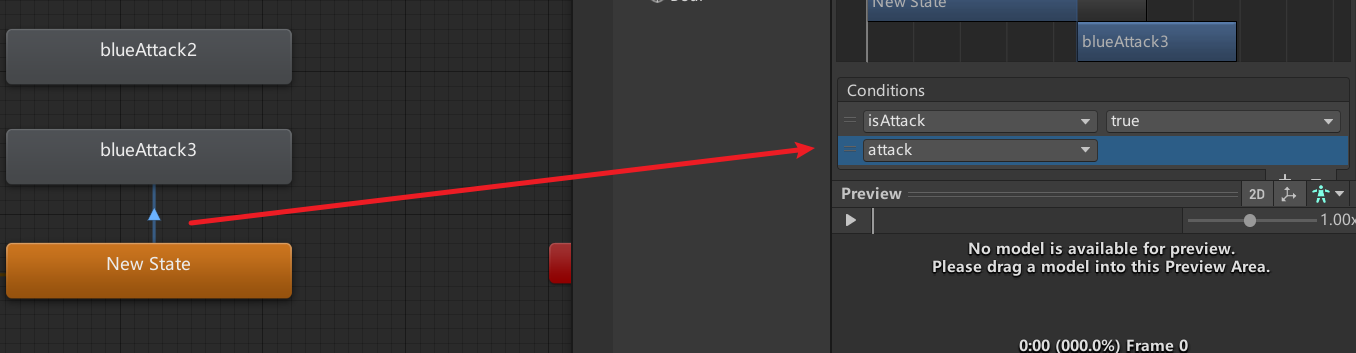 blueAttack2
blueAttack3
New State
New State
blueAttack3
Conditions
isAttack
true
attack
Preview
2D
1.00x
No model is available for preview.
Please drag a model into this Preview Area.
0:00 (000.0%) Frame 0